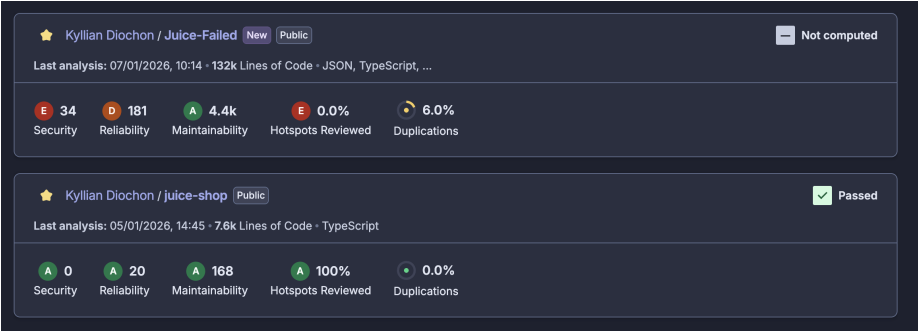 Kyllian Diochon / Juice-Failed New Public Not computed
Last analysis: 07/01/2026, 10:14 • 132k Lines of Code • JSON, TypeScript, ...
E 34 D 181 A 4.4k E 0.0% 6.0%
Security Reliability Maintainability Hotspots Reviewed Duplications
Kyllian Diochon / juice-shop Public Passed
Last analysis: 05/01/2026, 14:45 • 7.6k Lines of Code • TypeScript
A 0 A 20 A 168 A 100% 0.0%
Security Reliability Maintainability Hotspots Reviewed Duplications